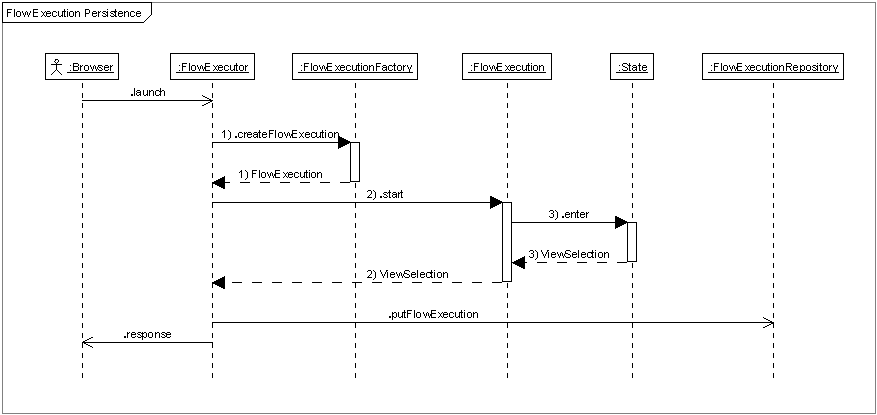 FlowExecution Persistence
:Browser
:FlowExecutor
:FlowExecutionFactory
:FlowExecution
:State
:FlowExecutionRepository
.launch
1) .createFlowExecution
1) FlowExecution
2) .start
3) .enter
3) ViewSelection
2) ViewSelection
.putFlowExecution
.response